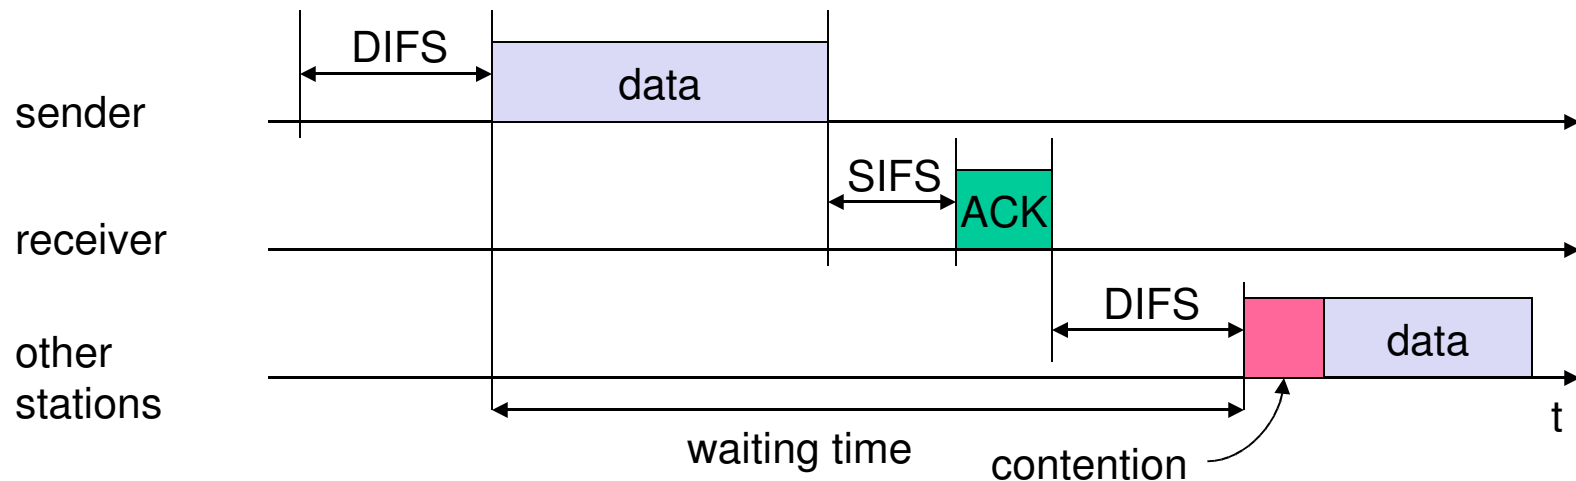 DIFS
data
sender
SIFS
ACK
receiver
DIFS
data
other
stations
t
waiting time
contention